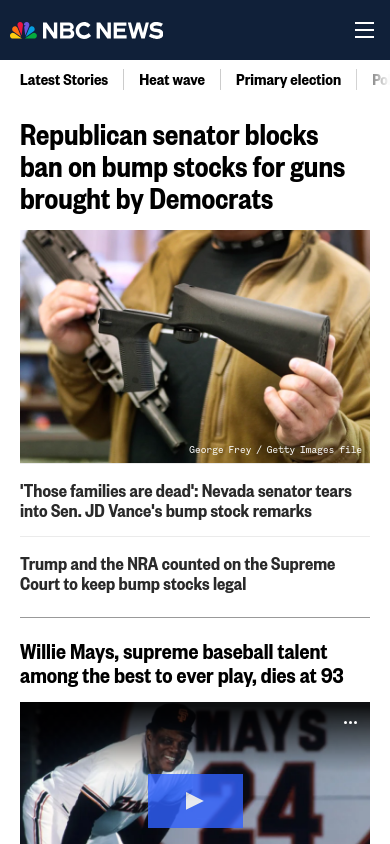 NBC NEWS
Latest Stories
Heat wave
Primary election
Po
Republican senator blocks
ban on bump stocks for guns
brought by Democrats
George Frey / Getty Images file
'Those families are dead': Nevada senator tears
into Sen. JD Vance's bump stock remarks
Trump and the NRA counted on the Supreme
Court to keep bump stocks legal
Willie Mays, supreme baseball talent
among the best to ever play, dies at 93
MAYS
24